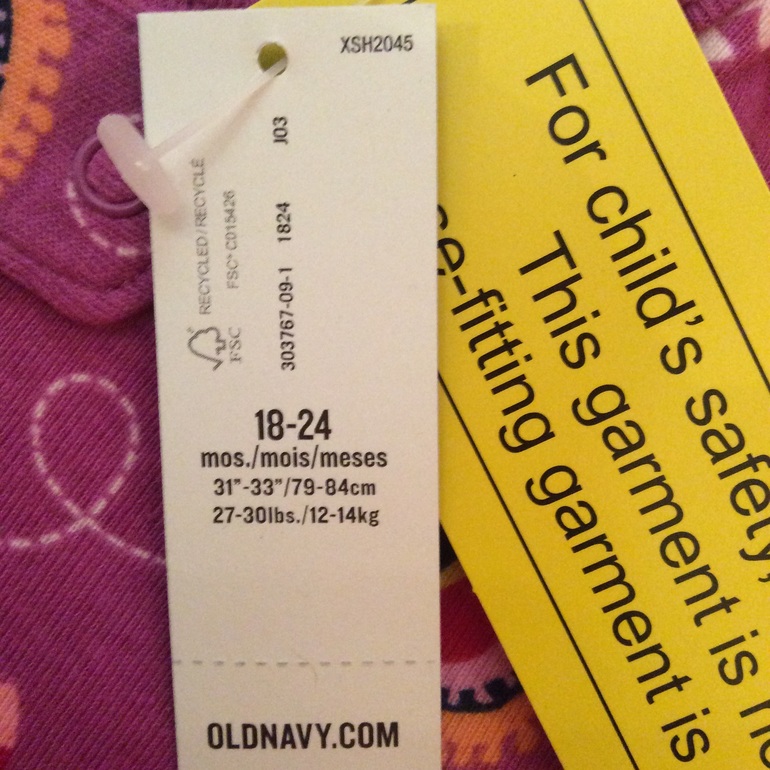 XSH2045
J03
RECYCLED/RECYCLÉ
FSC® C015426
FSC
303767-09-1 1824
18-24
mos./mois/meses
31"-33"/79-84cm
27-30lbs./12-14kg
OLDNAVY.COM
For child's safety,
This garment is
fitting garment is